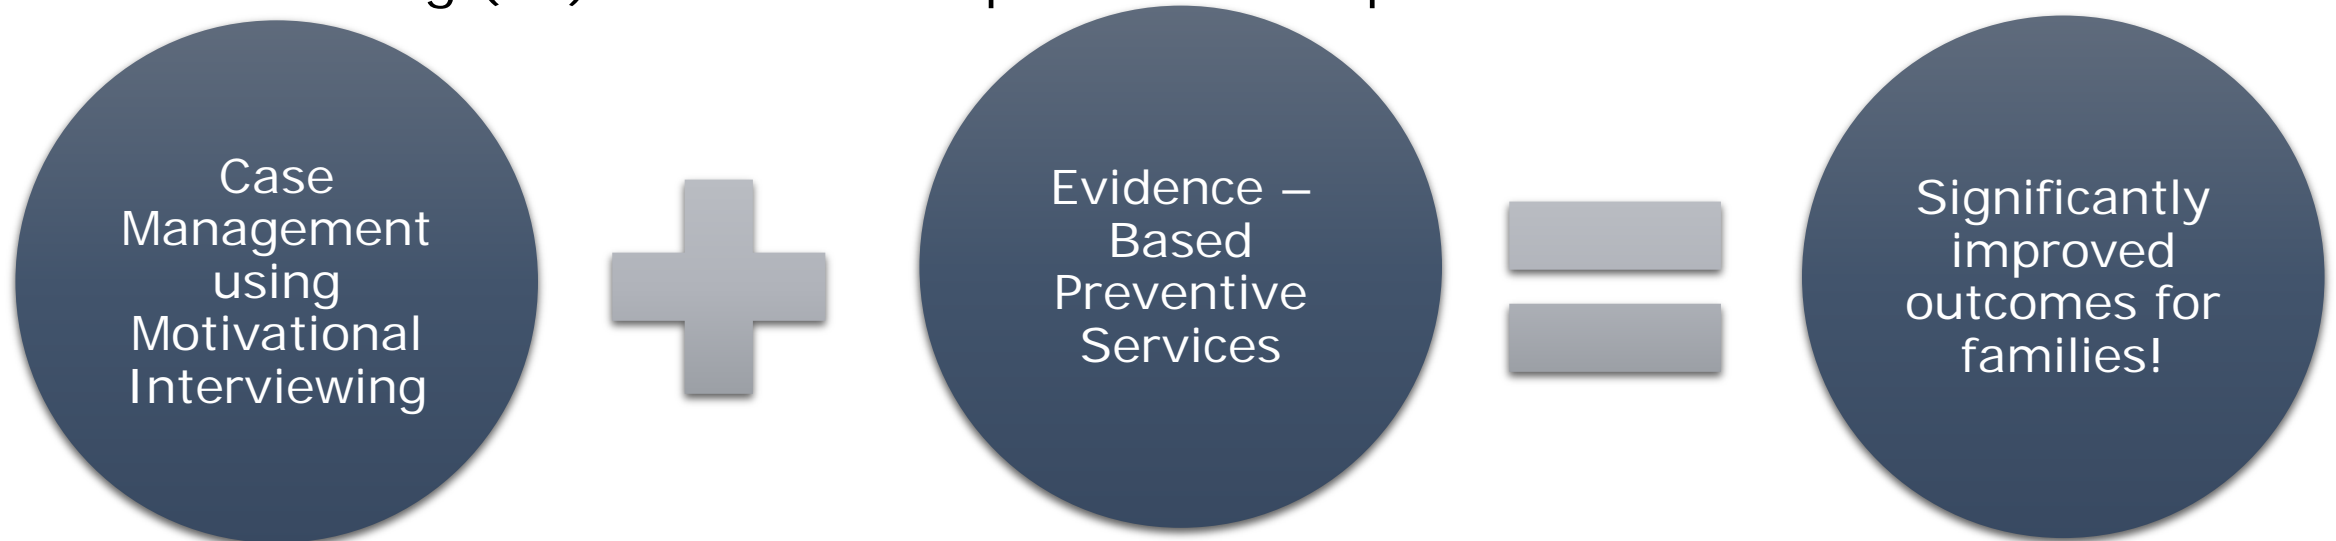 Case
Management
using
Motivational
Interviewing
Evidence –
Based
Preventive
Services
Significantly
improved
outcomes for
families!